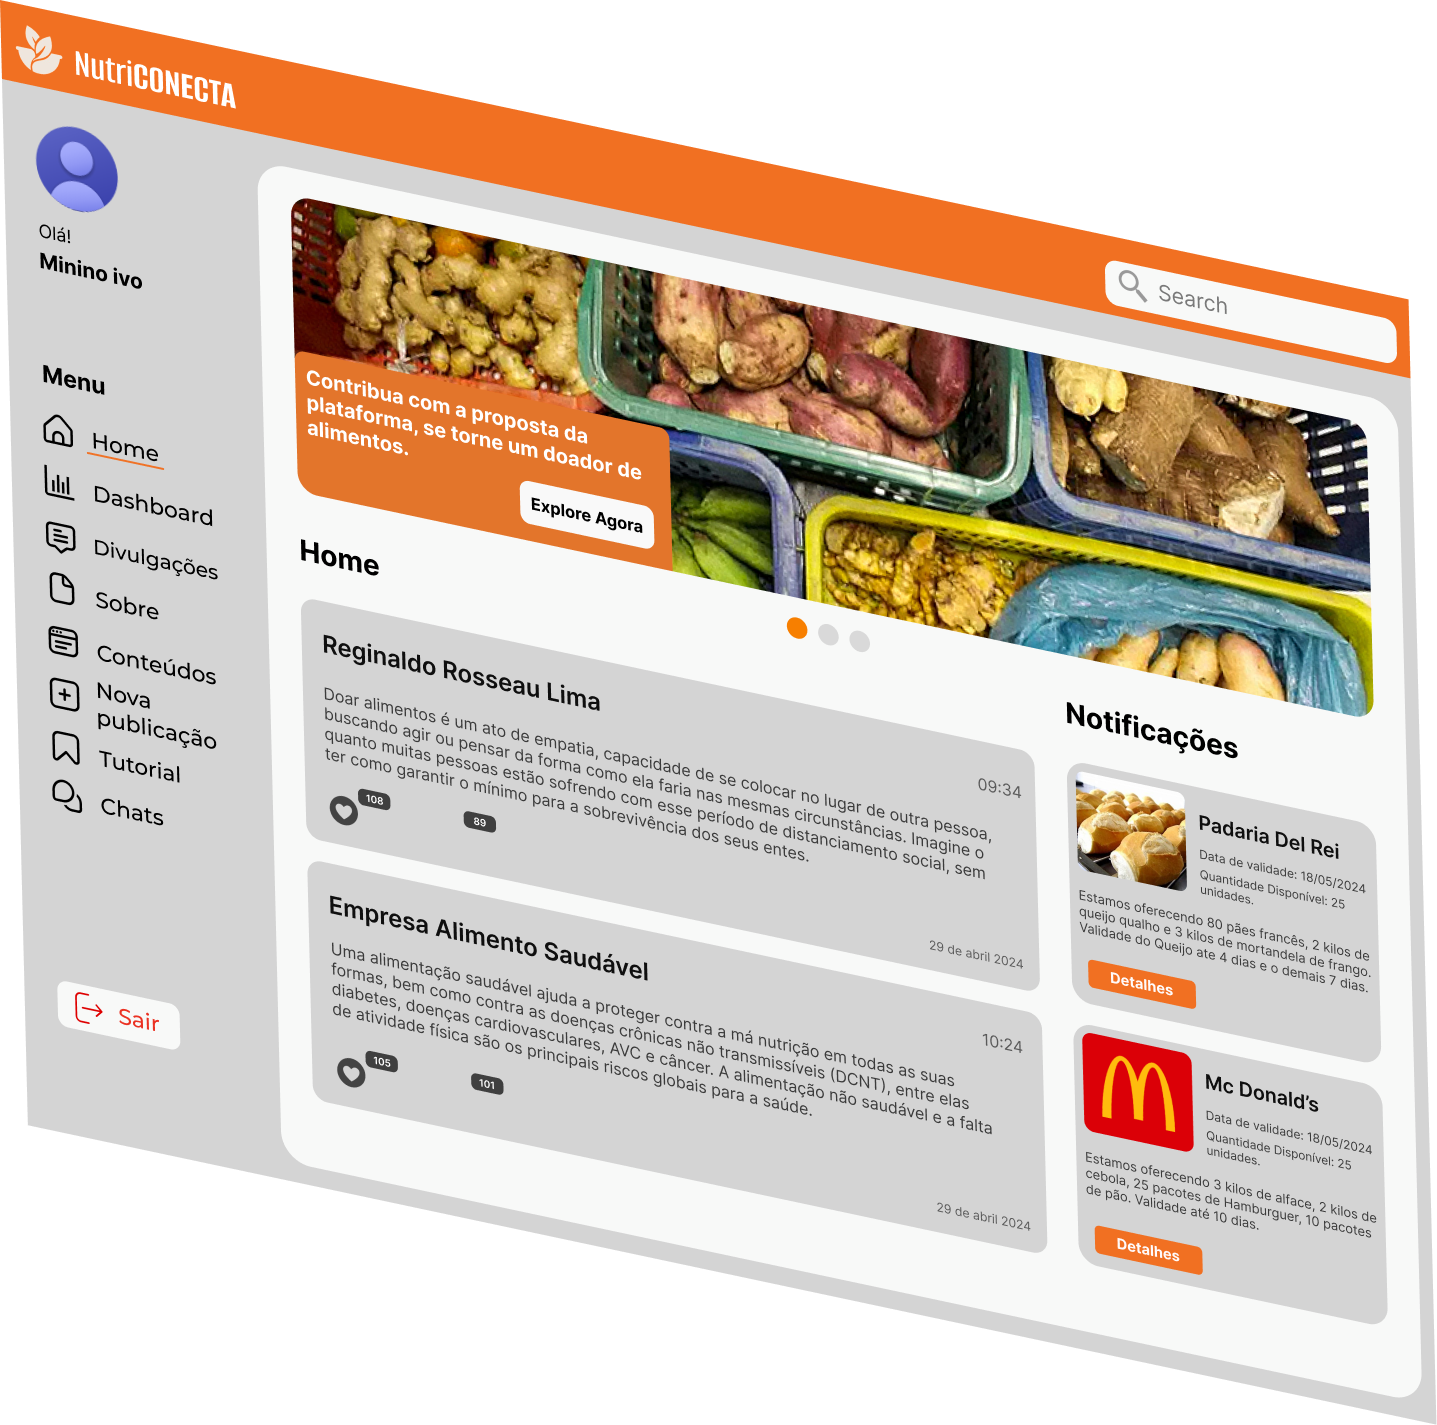 NutriCONECTA
Search
Olá!
Minino ivo
Menu
Home
Dashboard
Divulgações
Sobre
Conteúdos
Nova
publicação
Tutorial
Chats
Sair
Contribua com a proposta da
plataforma, se torne um doador de
alimentos.
Explore Agora
Home
Reginaldo Rosseau Lima
09:34
Doar alimentos é um ato de empatia, capacidade de se colocar no lugar de outra pessoa,
buscando agir ou pensar da forma como ela faria nas mesmas circunstâncias. Imagine o
quanto muitas pessoas estão sofrendo com esse período de distanciamento social, sem
ter como garantir o mínimo para a sobrevivência dos seus entes.
108
89
29 de abril 2024
Empresa Alimento Saudável
10:24
Uma alimentação saudável ajuda a proteger contra a má nutrição em todas as suas
formas, bem como contra as doenças crônicas não transmissíveis (DCNT), entre elas
diabetes, doenças cardiovasculares, AVC e câncer. A alimentação não saudável e a falta
de atividade física são os principais riscos globais para a saúde.
105
101
29 de abril 2024
Notificações
Padaria Del Rei
Data de validade: 18/05/2024
Quantidade Disponível: 25
unidades.
Estamos oferecendo 80 pães francês, 2 kilos de
queijo qualho e 3 kilos de mortandela de frango.
Validade do Queijo ate 4 dias e o demais 7 dias.
Detalhes
Mc Donald's
Data de validade: 18/05/2024
Quantidade Disponível: 25
unidades.
Estamos oferecendo 3 kilos de alface, 2 kilos de
cebola, 25 pacotes de Hamburguer, 10 pacotes
de pão. Validade até 10 dias.
Detalhes